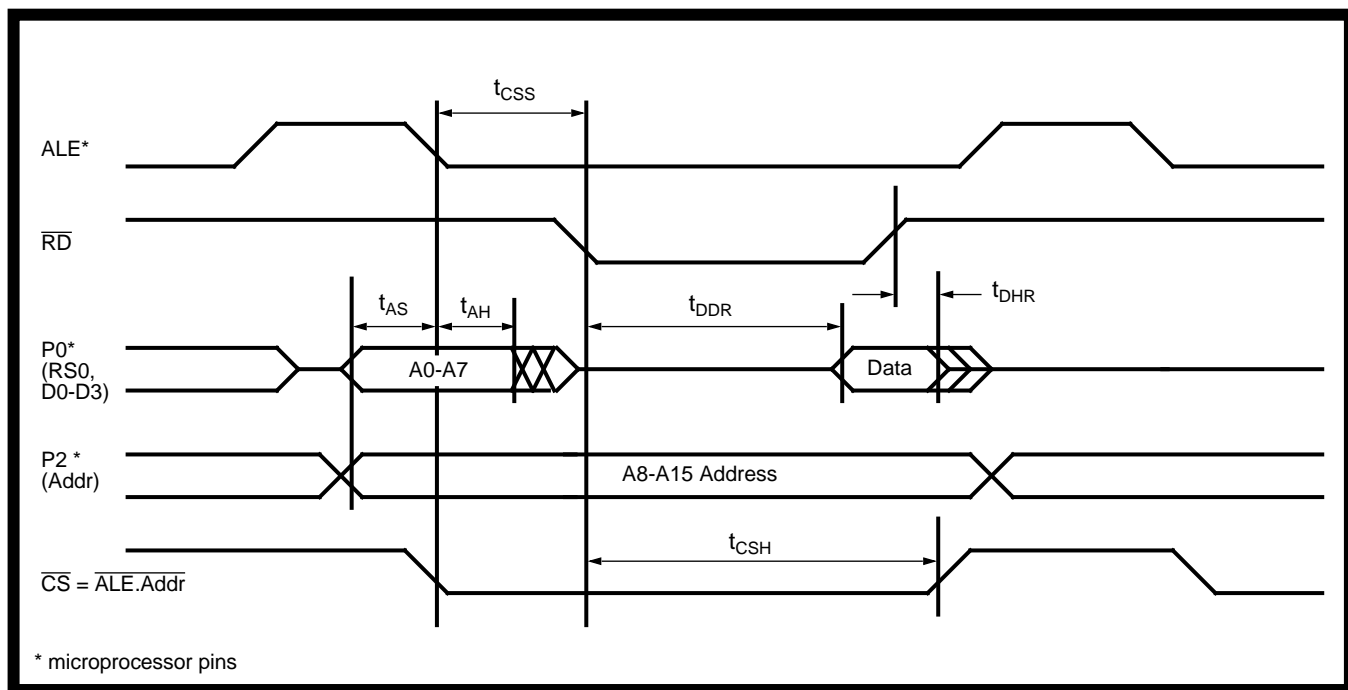 tCSS
ALE*
RD
tAS
tAH
tDDR
tDHR
P0*
(RS0,
D0-D3)
A0-A7
Data
P2 *
(Addr)
A8-A15 Address
tCSH
CS = ALE.Addr
* microprocessor pins